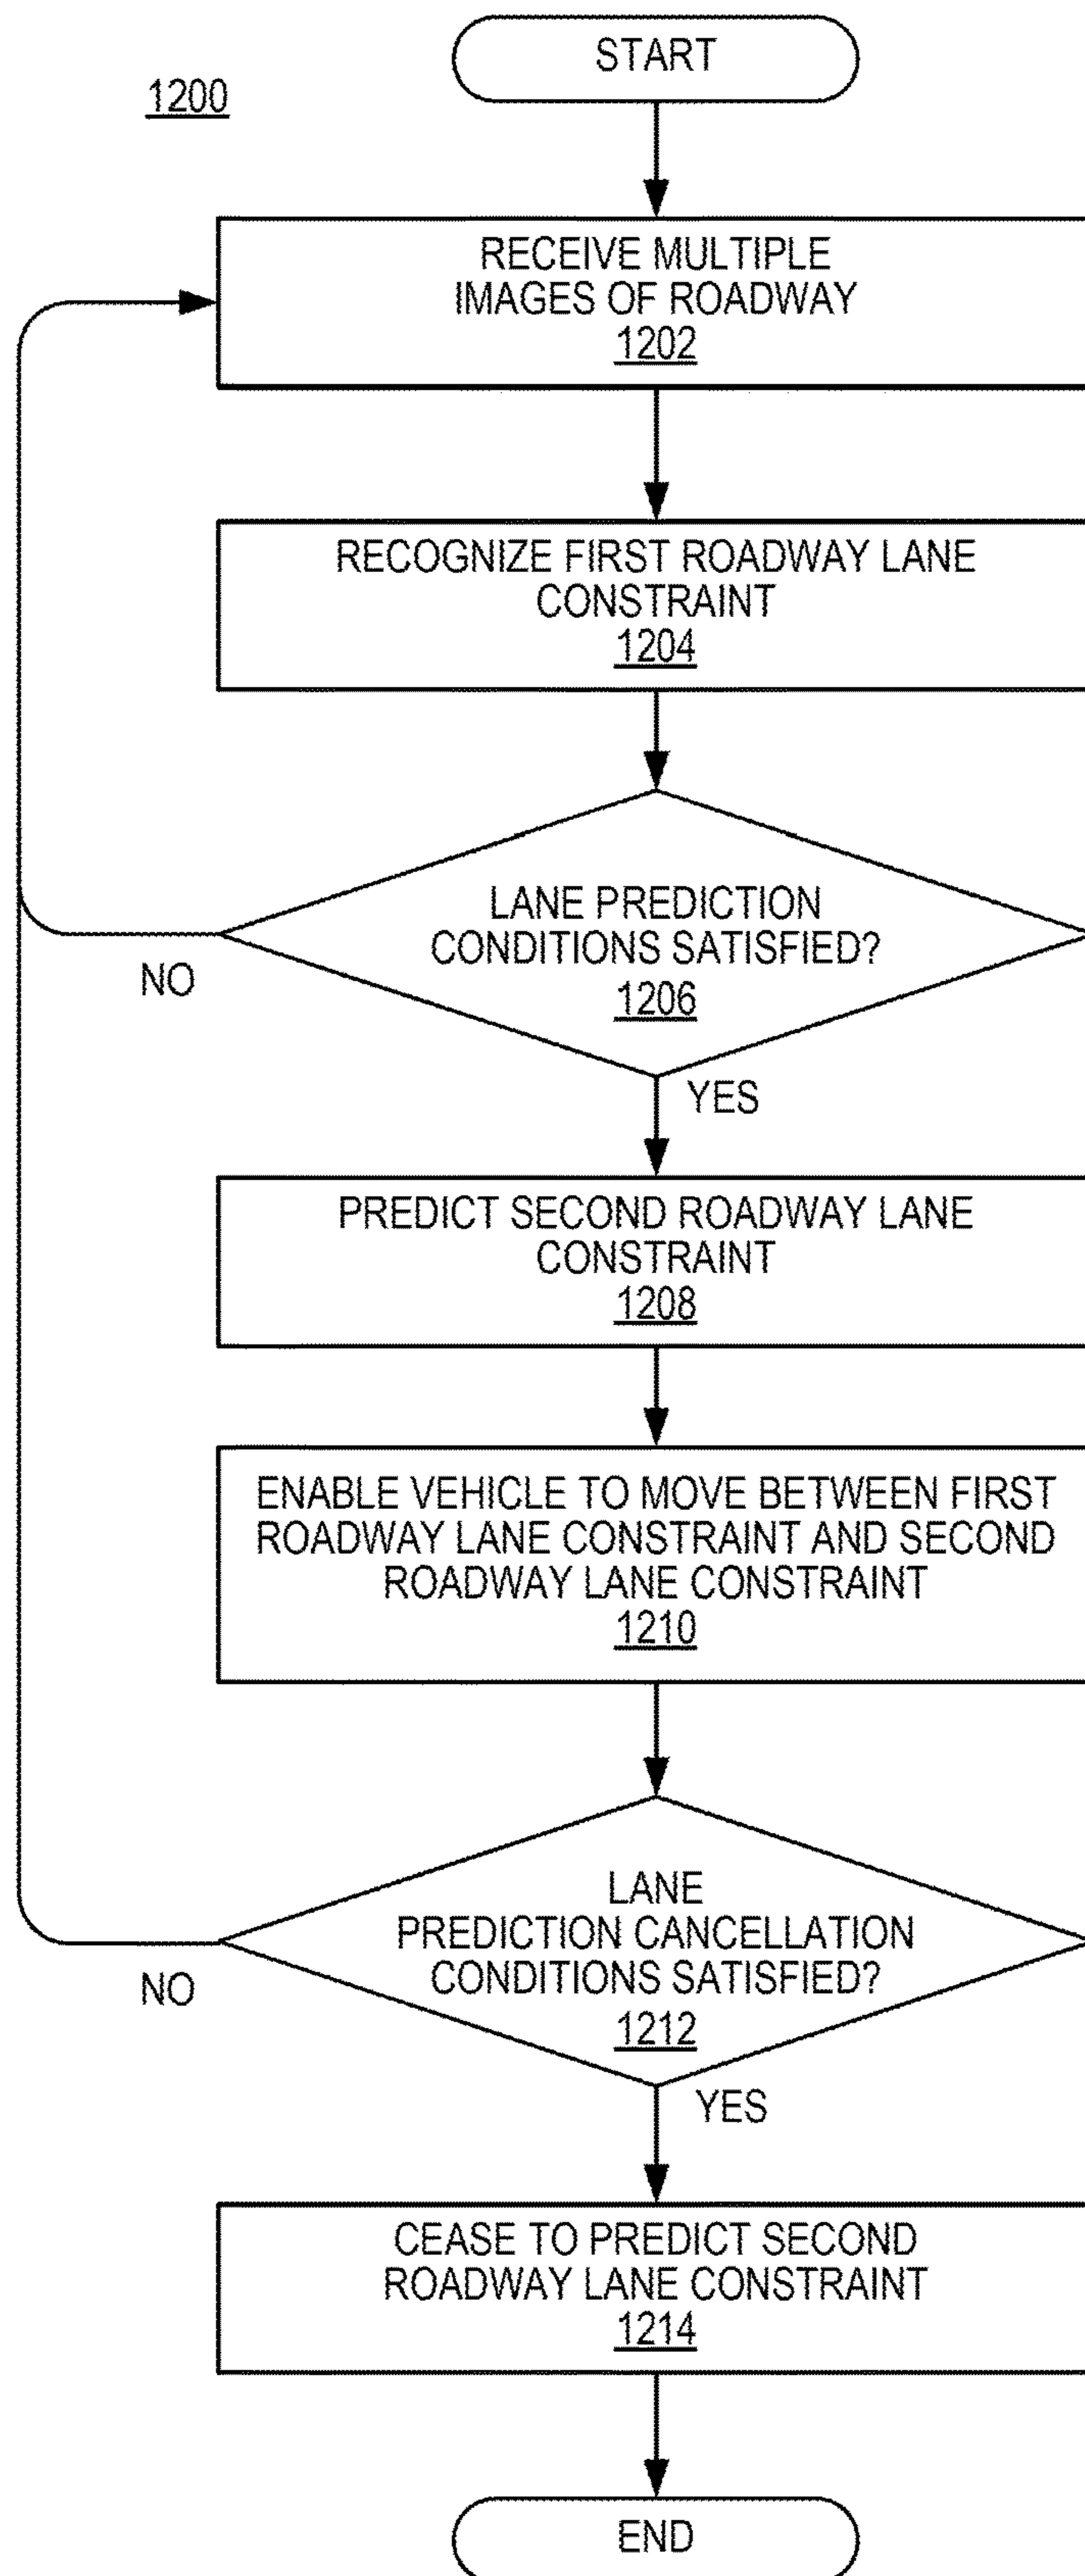 START
1200
RECEIVE MULTIPLE
IMAGES OF ROADWAY
1202
RECOGNIZE FIRST ROADWAY LANE
CONSTRAINT
1204
LANE PREDICTION
CONDITIONS SATISFIED?
1206
NO
YES
PREDICT SECOND ROADWAY LANE
CONSTRAINT
1208
ENABLE VEHICLE TO MOVE BETWEEN FIRST
ROADWAY LANE CONSTRAINT AND SECOND
ROADWAY LANE CONSTRAINT
1210
LANE
PREDICTION CANCELLATION
CONDITIONS SATISFIED?
1212
NO
YES
CEASE TO PREDICT SECOND
ROADWAY LANE CONSTRAINT
1214
END